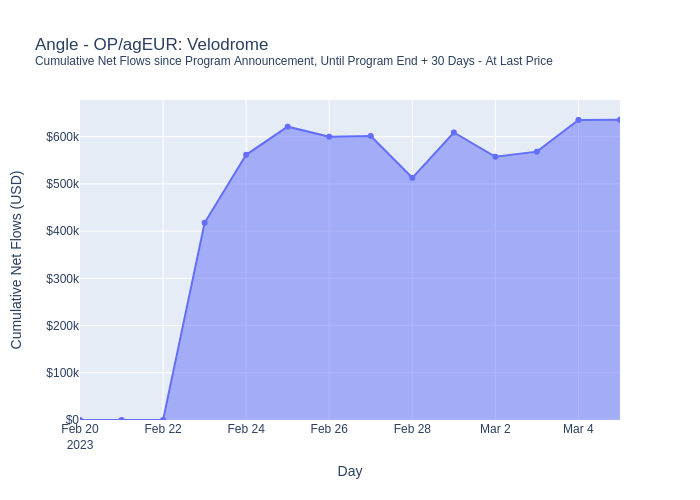 Angle - OP/agEUR: Velodrome
Cumulative Net Flows since Program Announcement, Until Program End + 30 Days - At Last Price
Cumulative Net Flows (USD)
$600k
$500k
$400k
$300k
$200k
$100k
$0
Feb 20
2023
Feb 22
Feb 24
Feb 26
Feb 28
Mar 2
Mar 4
Day